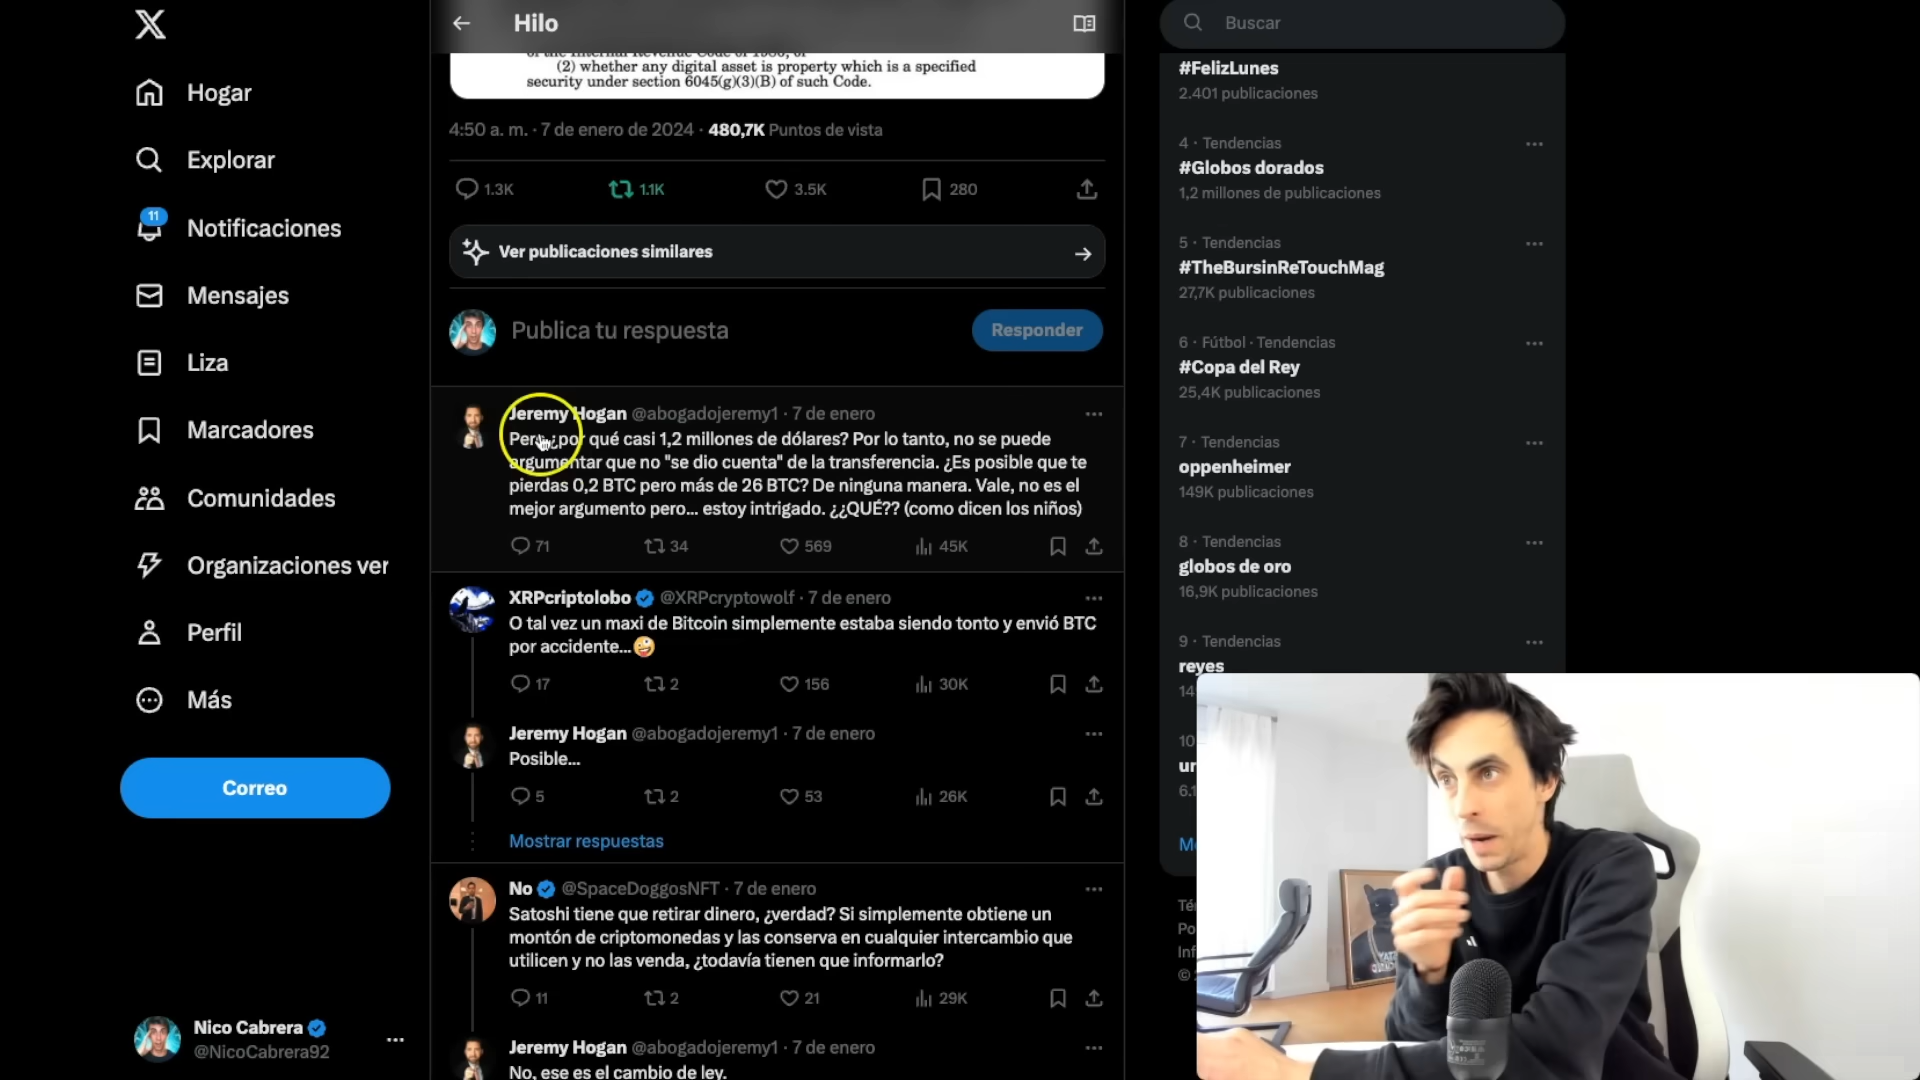 Hogar
Explorar
11
Notificaciones
Mensajes
Liza
Marcadores
Comunidades
Organizaciones ver
Perfil
Más
Correo
Nico Cabrera
@NicoCabrera92
Hilo
of the Internal Revenue Code of 1986, or
(2) whether any digital asset is property which is a specified
security under section 6045(g)(3)(B) of such Code.
4:50 a. m. · 7 de enero de 2024 · 480,7K Puntos de vista
1.3K 1.1K 3.5K 280
Ver publicaciones similares
Publica tu respuesta
Responder
Jeremy Hogan @abogadojeremy1 · 7 de enero
Pero ¿por qué casi 1,2 millones de dólares? Por lo tanto, no se puede
argumentar que no "se dio cuenta" de la transferencia. ¿Es posible que te
pierdas 0,2 BTC pero más de 26 BTC? De ninguna manera. Vale, no es el
mejor argumento pero... estoy intrigado. ¿¿QUÉ?? (como dicen los niños)
71 34 569 45K
XRPcriptolobo @XRPcryptowolf · 7 de enero
O tal vez un maxi de Bitcoin simplemente estaba siendo tonto y envió BTC
por accidente...
17 2 156 30K
Jeremy Hogan @abogadojeremy1 · 7 de enero
Posible...
5 2 53 26K
Mostrar respuestas
No @SpaceDoggosNFT · 7 de enero
Satoshi tiene que retirar dinero, ¿verdad? Si simplemente obtiene un
montón de criptomonedas y las conserva en cualquier intercambio que
utilicen y no las venda, ¿todavía tienen que informarlo?
11 2 21 29K
Jeremy Hogan @abogadojeremy1 · 7 de enero
No, ese es el cambio de ley.
Buscar
#FelizLunes
2.401 publicaciones
4 · Tendencias
#Globos dorados
1,2 millones de publicaciones
5 · Tendencias
#TheBursinReTouchMag
27,7K publicaciones
6 · Fútbol · Tendencias
#Copa del Rey
25,4K publicaciones
7 · Tendencias
oppenheimer
149K publicaciones
8 · Tendencias
globos de oro
16,9K publicaciones
9 · Tendencias
reyes
10